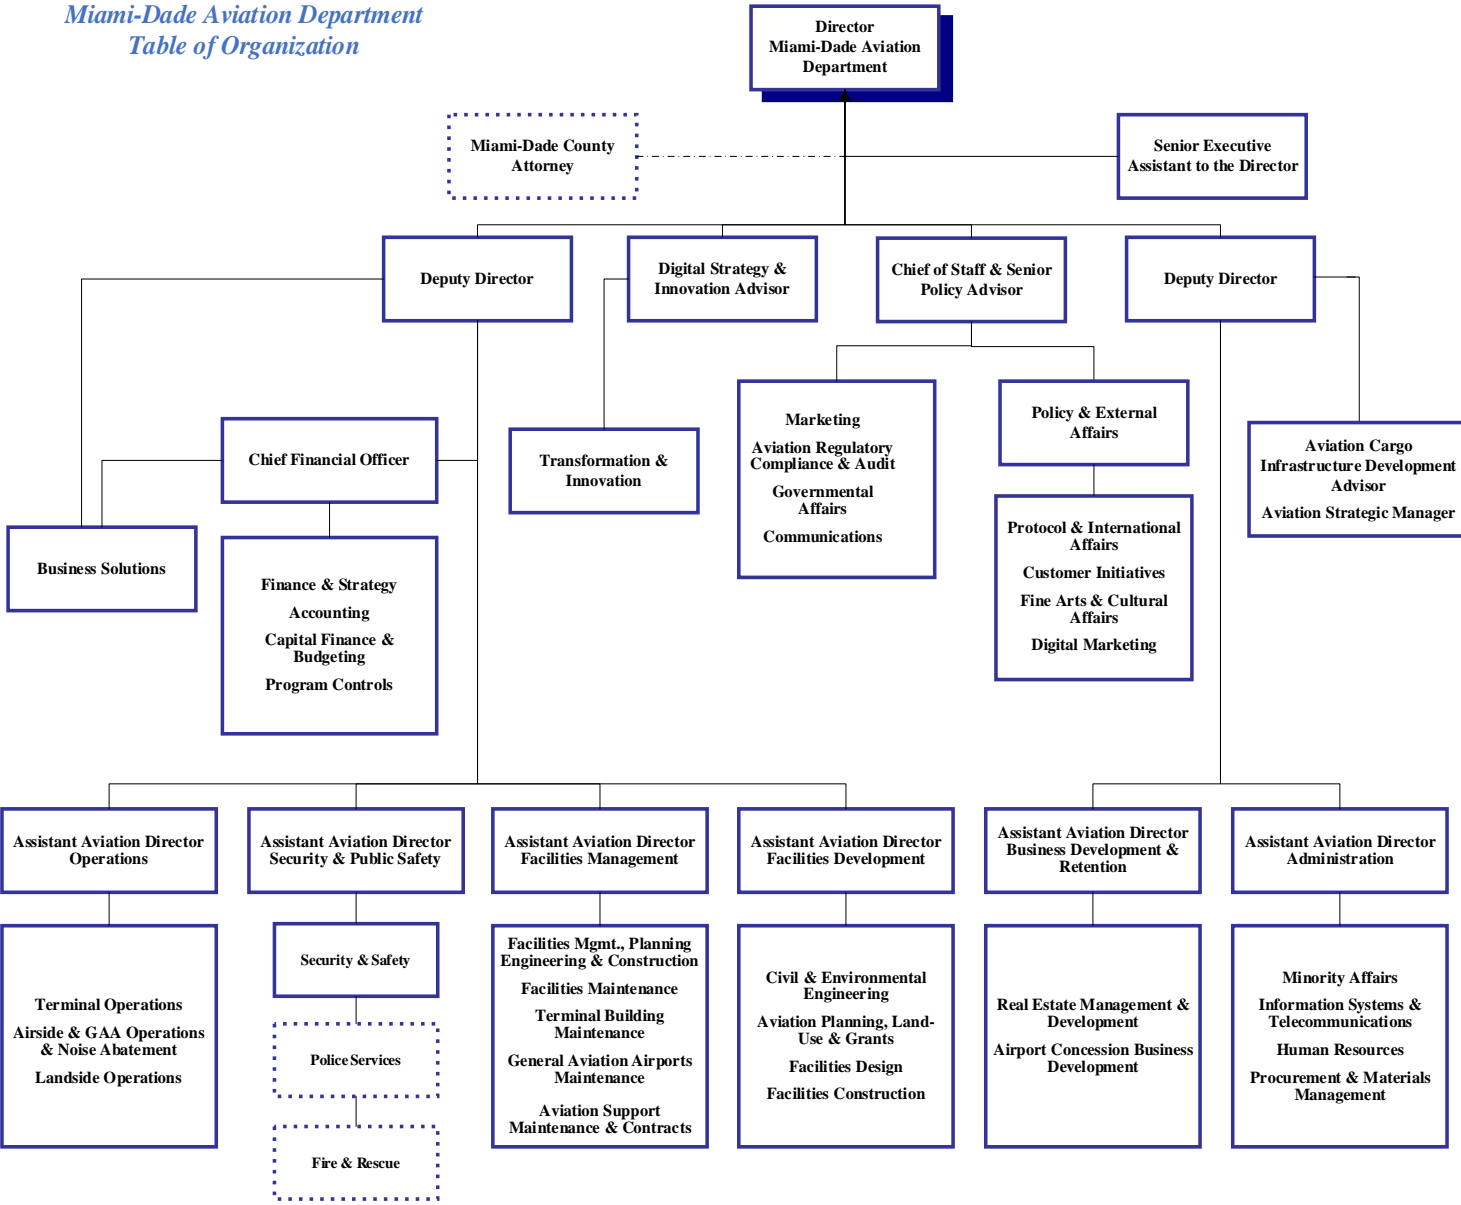 Miami-Dade Aviation Department
Table of Organization
Director
Miami-Dade Aviation
Department
Miami-Dade County
Attorney
Senior Executive
Assistant to the Director
Deputy Director
Digital Strategy &
Innovation Advisor
Chief of Staff & Senior
Policy Advisor
Deputy Director
Chief Financial Officer
Business Solutions
Finance & Strategy
Accounting
Capital Finance &
Budgeting
Program Controls
Transformation &
Innovation
Marketing
Aviation Regulatory
Compliance & Audit
Governmental
Affairs
Communications
Policy & External
Affairs
Protocol & International
Affairs
Customer Initiatives
Fine Arts & Cultural
Affairs
Digital Marketing
Aviation Cargo
Infrastructure Development
Advisor
Aviation Strategic Manager
Assistant Aviation Director
Operations
Assistant Aviation Director
Security & Public Safety
Assistant Aviation Director
Facilities Management
Assistant Aviation Director
Facilities Development
Assistant Aviation Director
Business Development &
Retention
Assistant Aviation Director
Administration
Terminal Operations
Airside & GAA Operations
& Noise Abatement
Landside Operations
Security & Safety
Police Services
Fire & Rescue
Facilities Mgmt., Planning
Engineering & Construction
Facilities Maintenance
Terminal Building
Maintenance
General Aviation Airports
Maintenance
Aviation Support
Maintenance & Contracts
Civil & Environmental
Engineering
Aviation Planning, Land-
Use & Grants
Facilities Design
Facilities Construction
Real Estate Management &
Development
Airport Concession Business
Development
Minority Affairs
Information Systems &
Telecommunications
Human Resources
Procurement & Materials
Management